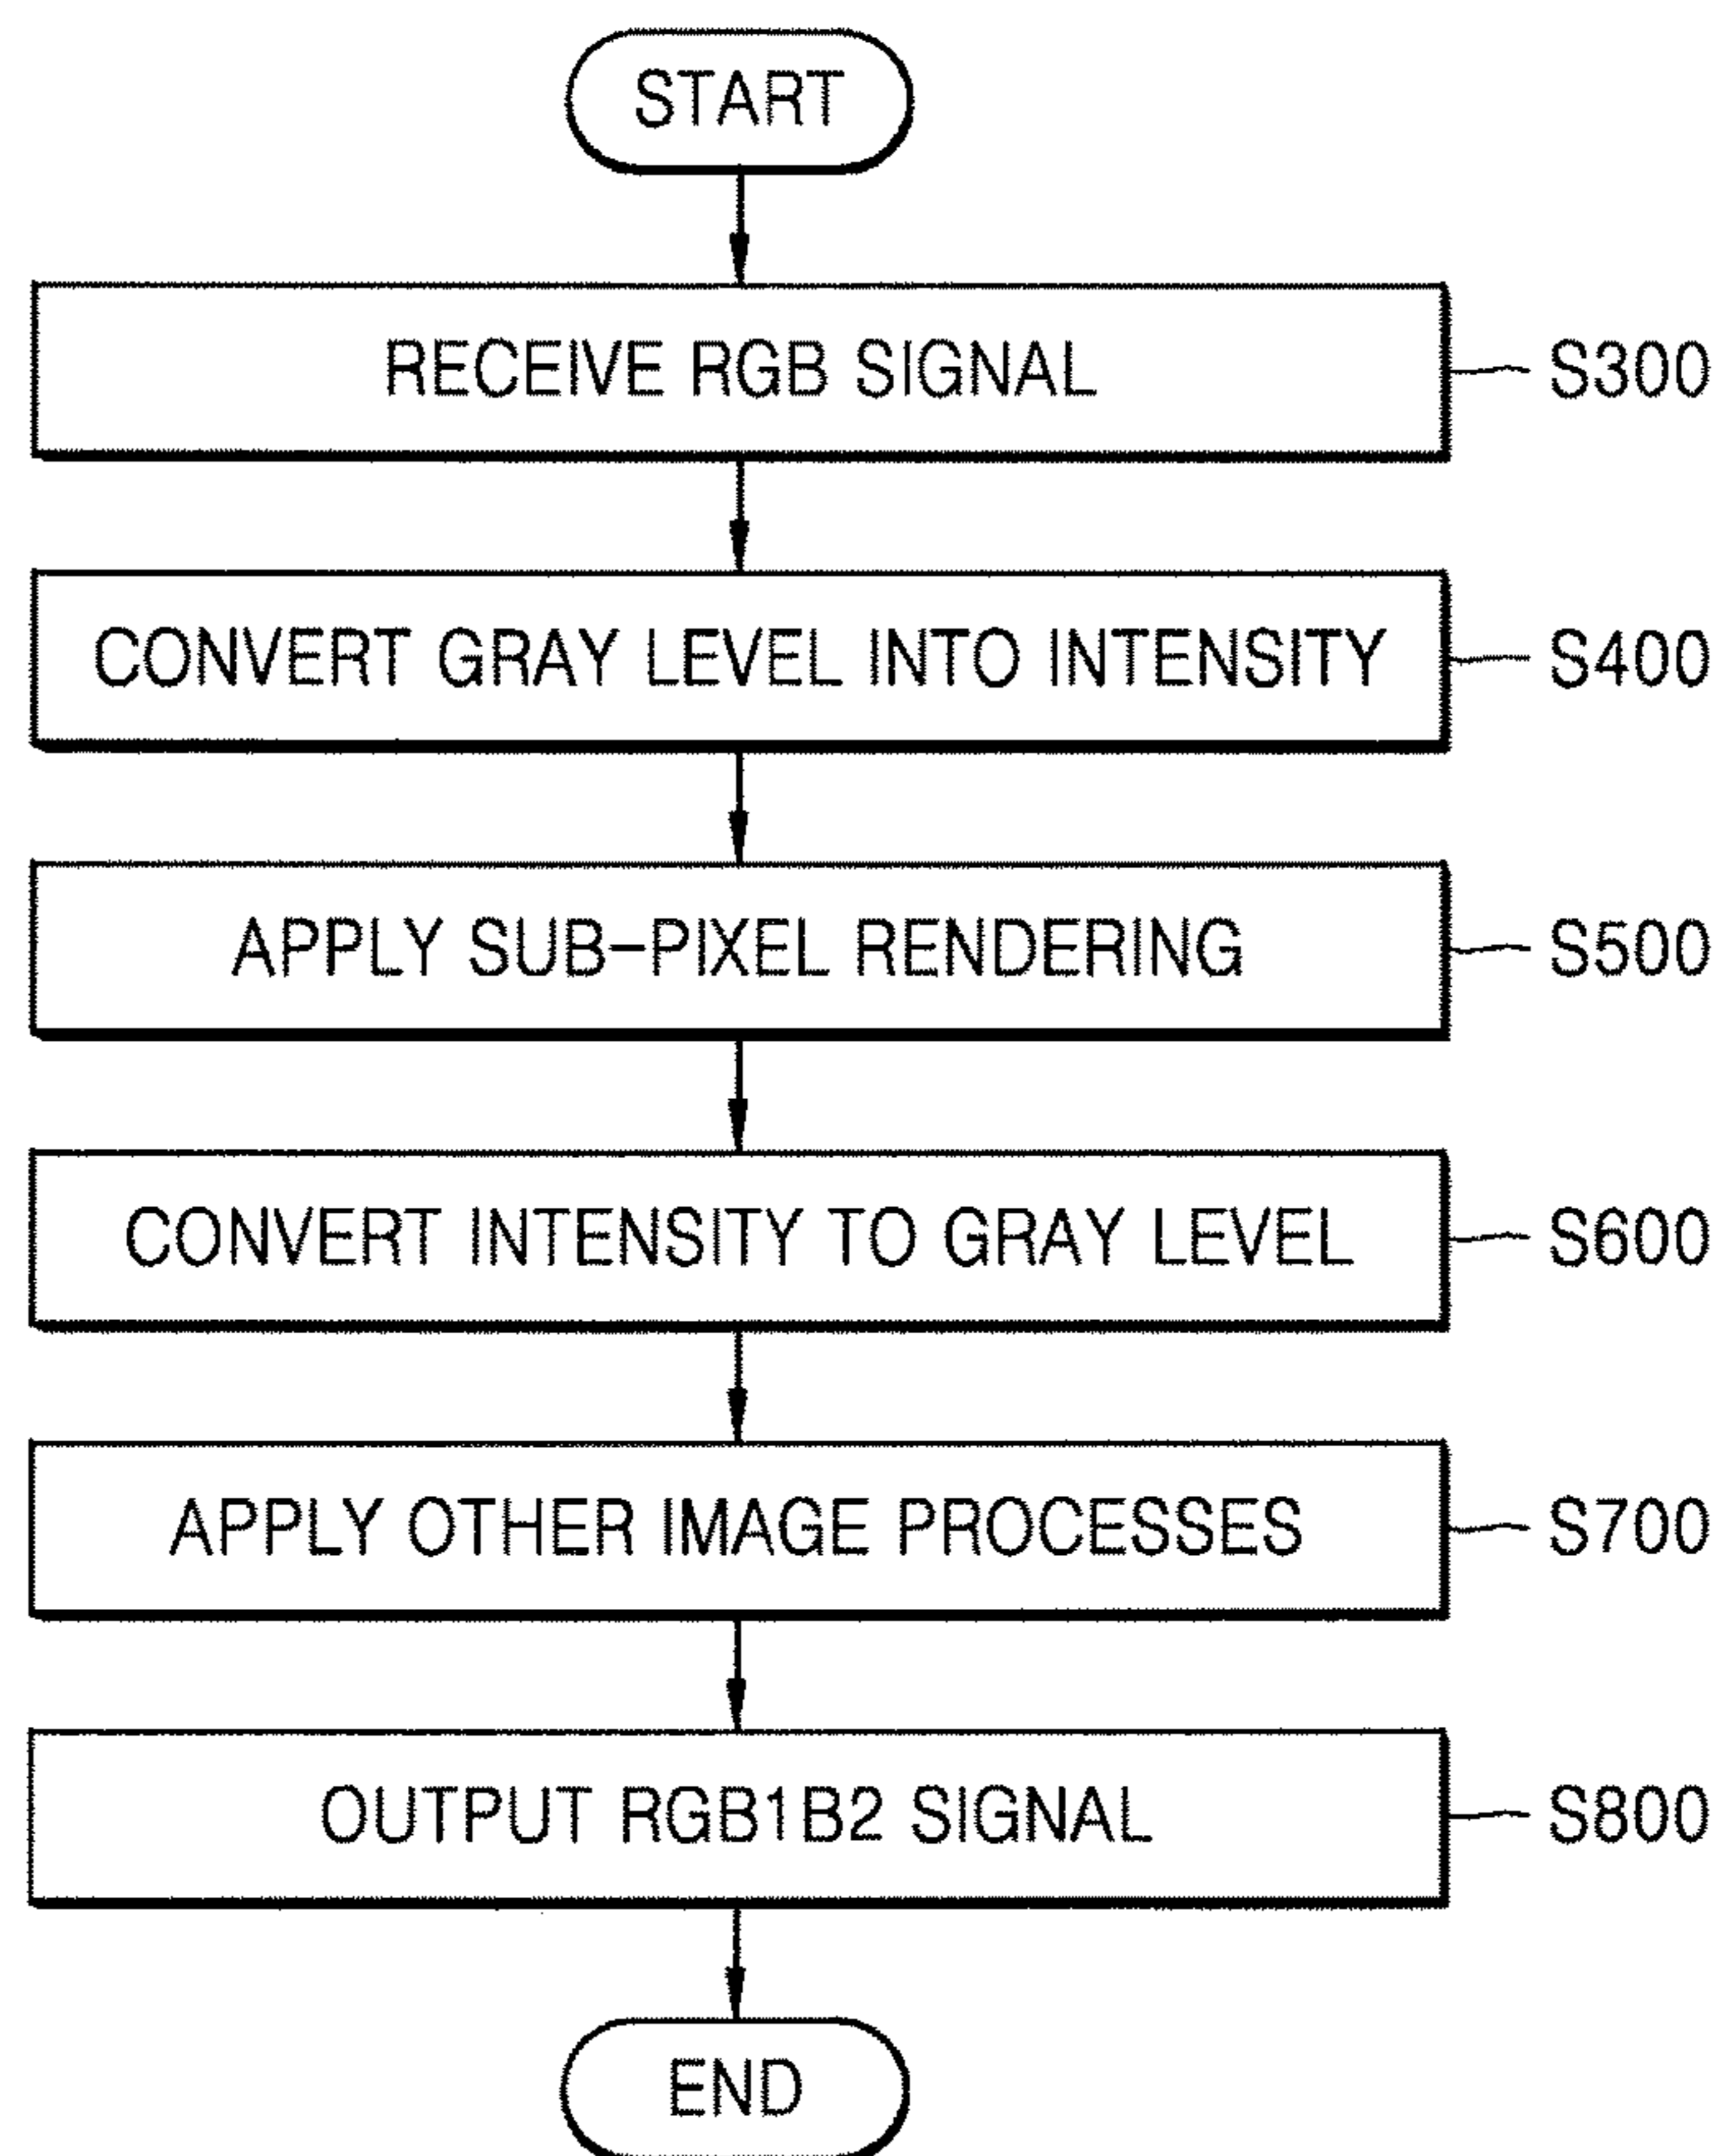 START
RECEIVE RGB SIGNAL
S300
CONVERT GRAY LEVEL INTO INTENSITY
S400
APPLY SUB-PIXEL RENDERING
S500
CONVERT INTENSITY TO GRAY LEVEL
S600
APPLY OTHER IMAGE PROCESSES
S700
OUTPUT RGB1B2 SIGNAL
S800
END